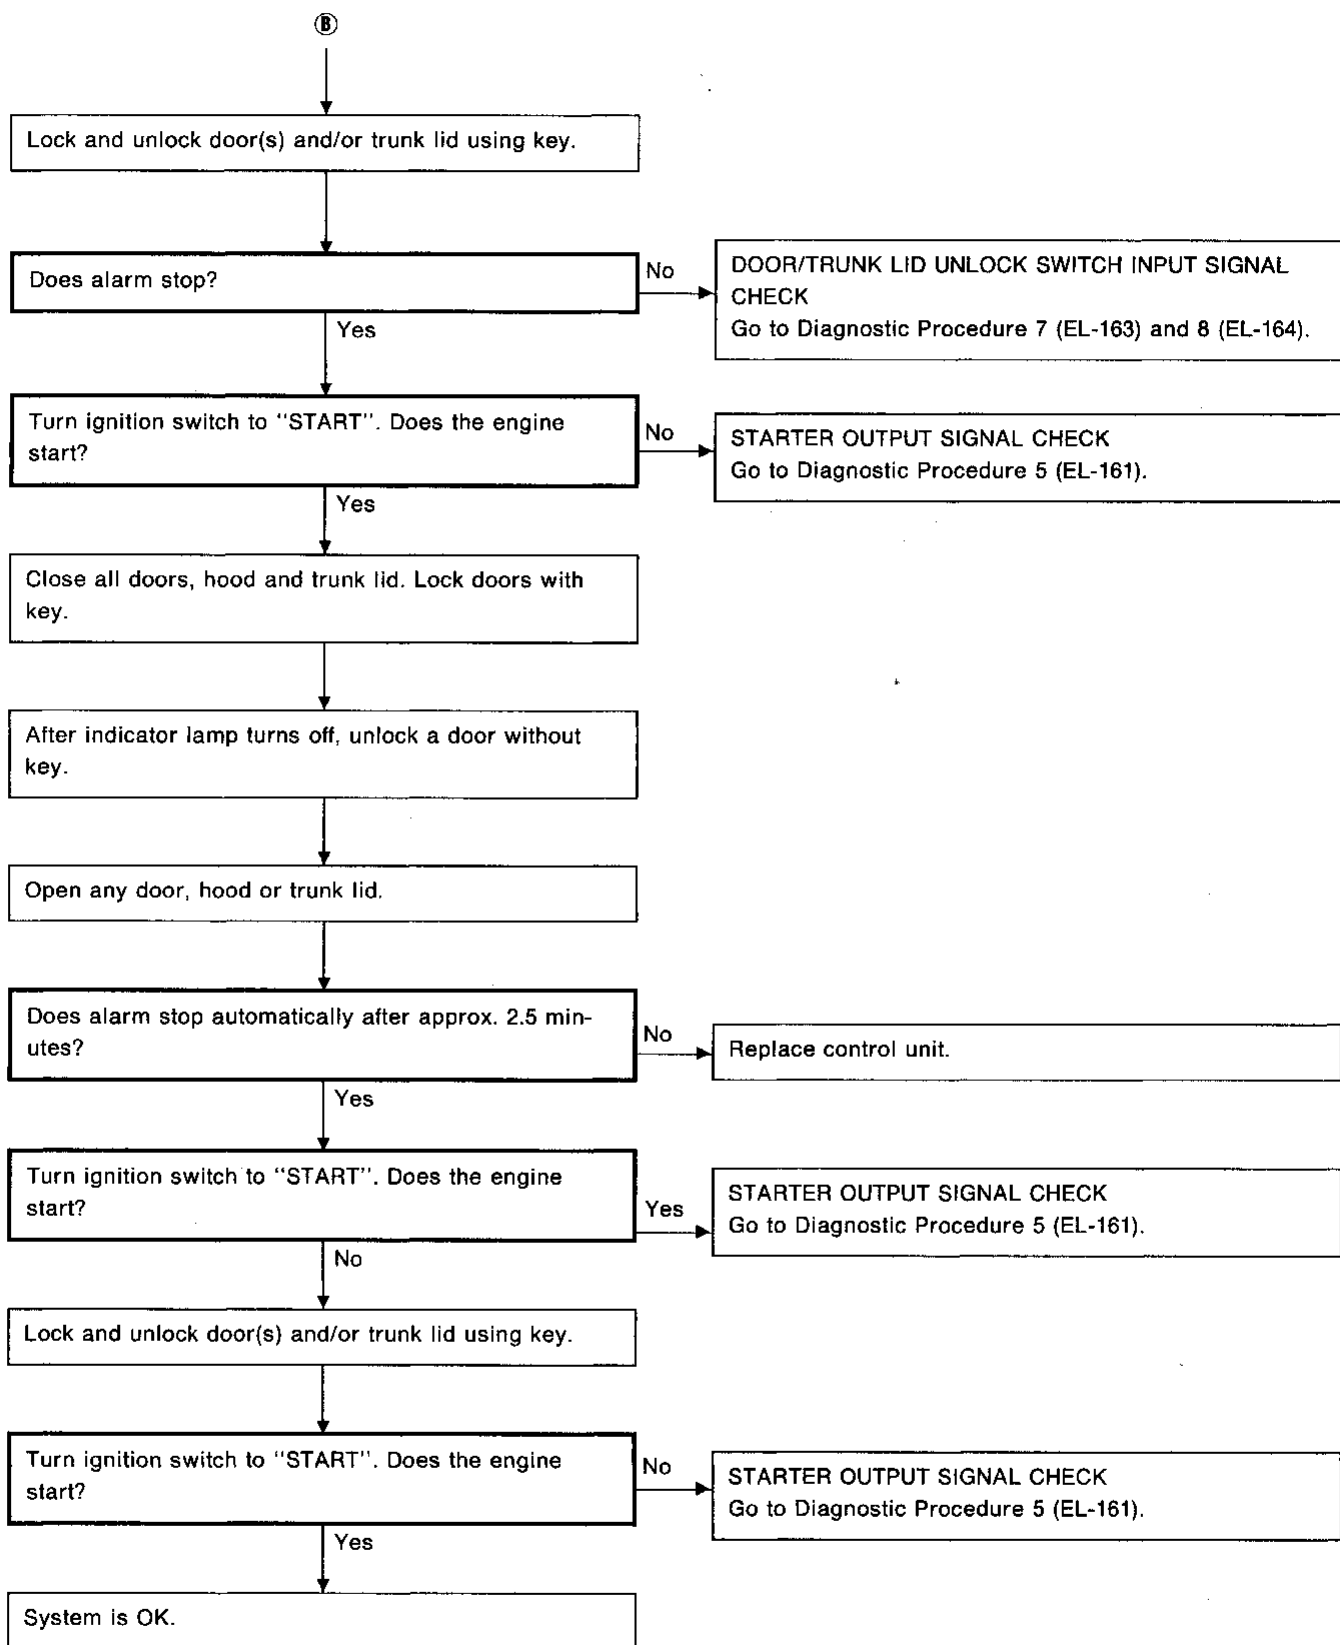 B
Lock and unlock door(s) and/or trunk lid using key.
Does alarm stop?
No
DOOR/TRUNK LID UNLOCK SWITCH INPUT SIGNAL
CHECK
Go to Diagnostic Procedure 7 (EL-163) and 8 (EL-164).
Yes
Turn ignition switch to “START”. Does the engine
start?
No
STARTER OUTPUT SIGNAL CHECK
Go to Diagnostic Procedure 5 (EL-161).
Yes
Close all doors, hood and trunk lid. Lock doors with
key.
After indicator lamp turns off, unlock a door without
key.
Open any door, hood or trunk lid.
Does alarm stop automatically after approx. 2.5 min-
utes?
No
Replace control unit.
Yes
Turn ignition switch to “START”. Does the engine
start?
Yes
STARTER OUTPUT SIGNAL CHECK
Go to Diagnostic Procedure 5 (EL-161).
No
Lock and unlock door(s) and/or trunk lid using key.
Turn ignition switch to “START”. Does the engine
start?
No
STARTER OUTPUT SIGNAL CHECK
Go to Diagnostic Procedure 5 (EL-161).
Yes
System is OK.